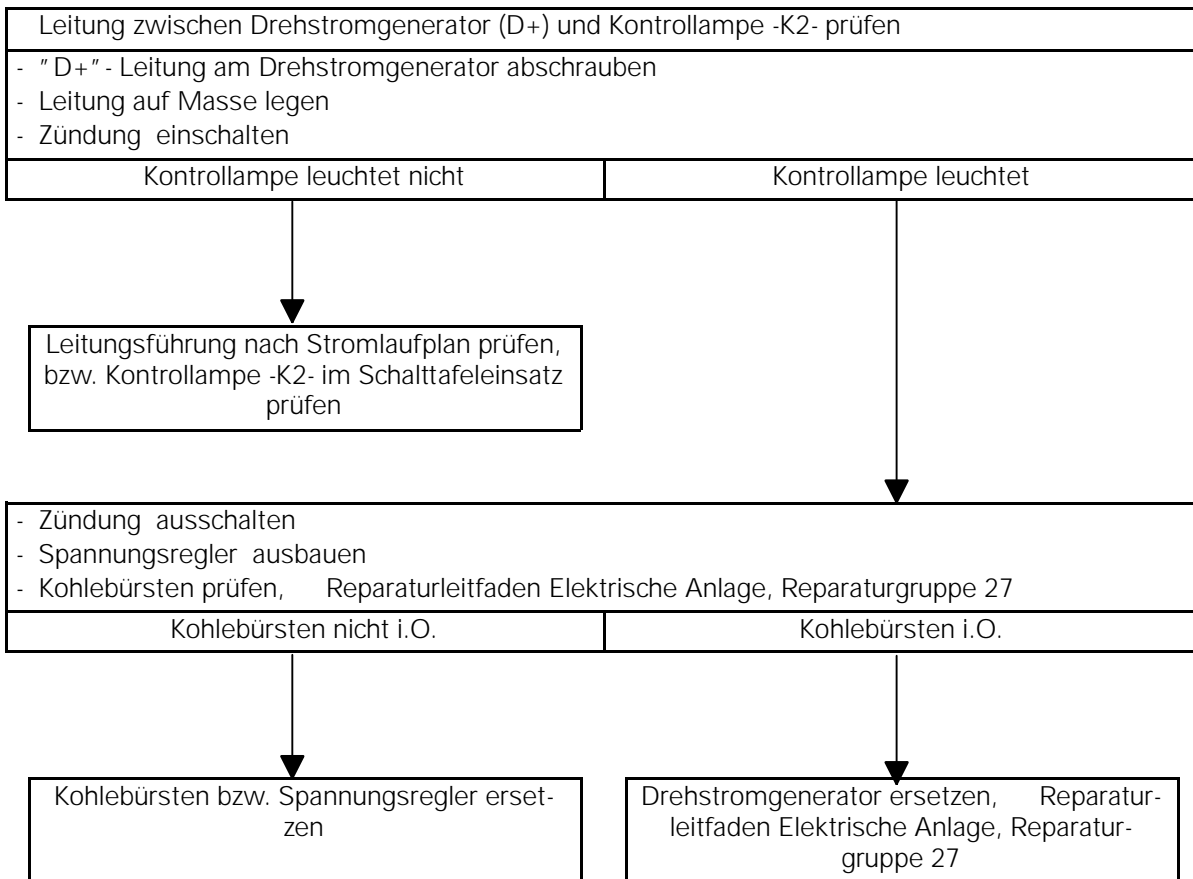 Leitung zwischen Drehstromgenerator (D+) und Kontrollampe -K2- prüfen
- "D+"- Leitung am Drehstromgenerator abschrauben
- Leitung auf Masse legen
- Zündung einschalten
Kontrollampe leuchtet nicht
Kontrollampe leuchtet
Leitungsführung nach Stromlaufplan prüfen,
bzw. Kontrollampe -K2- im Schalttafeleinsatz
prüfen
- Zündung ausschalten
- Spannungsregler ausbauen
- Kohlebürsten prüfen, Reparaturleitfaden Elektrische Anlage, Reparaturgruppe 27
Kohlebürsten nicht i.O.
Kohlebürsten i.O.
Kohlebürsten bzw. Spannungsregler erset-
zen
Drehstromgenerator ersetzen, Reparatur-
leitfaden Elektrische Anlage, Reparatur-
gruppe 27